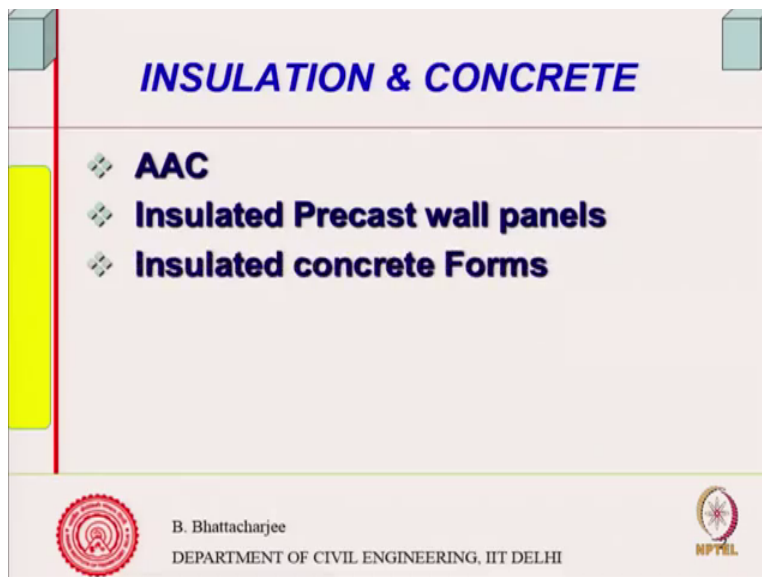 INSULATION & CONCRETE
AAC
Insulated Precast wall panels
Insulated concrete Forms
B. Bhattacharjee
DEPARTMENT OF CIVIL ENGINEERING, IIT DELHI
NPTEL